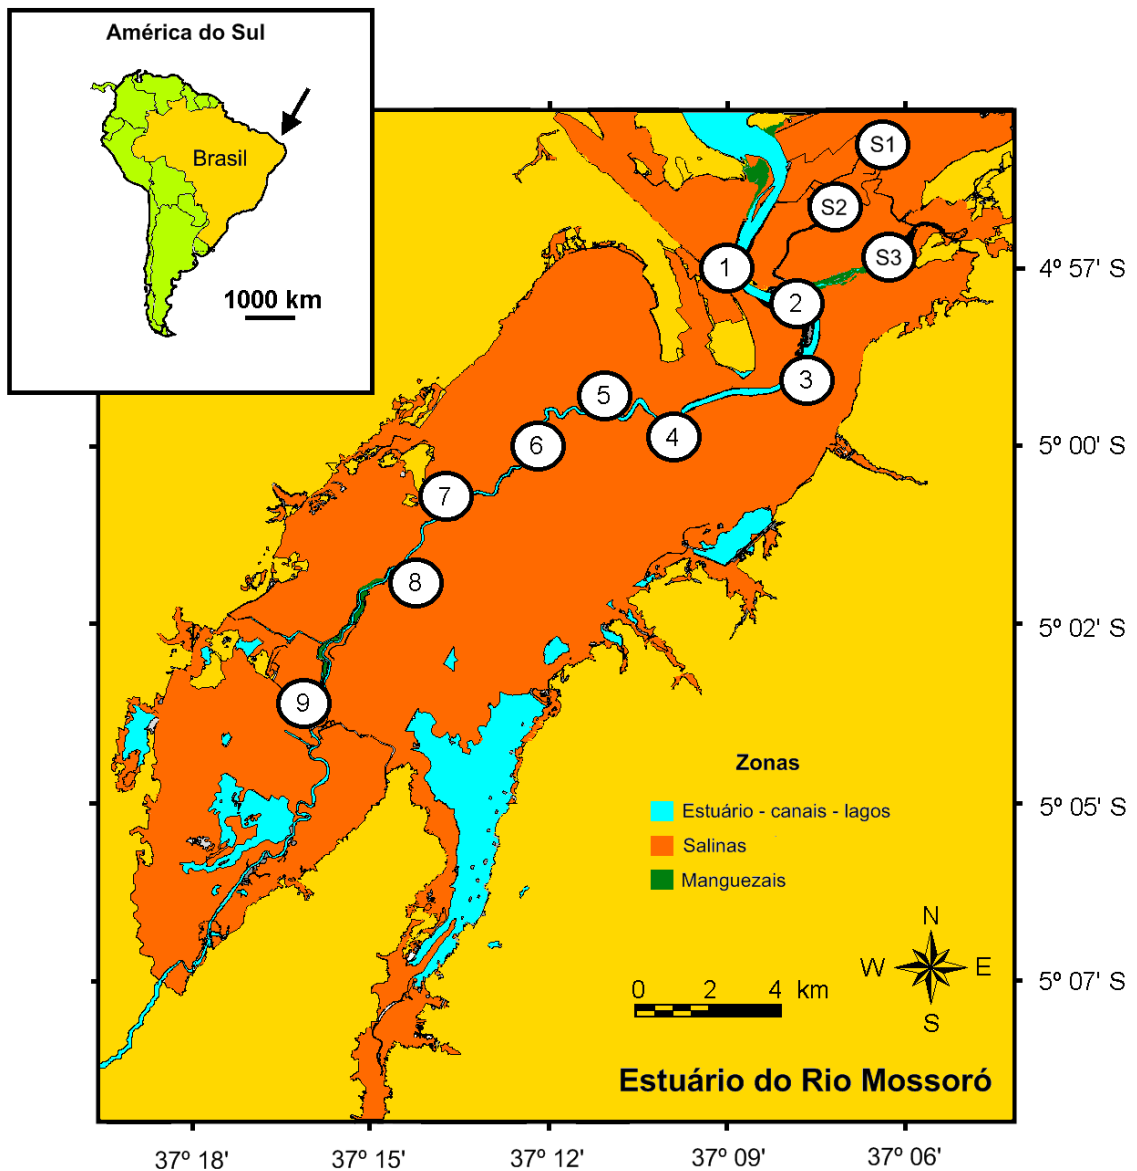 América do Sul
Brasil
1000 km
S1
S2
S3
1
2
3
4
5
6
7
8
9
4º 57' S
5º 00' S
5º 02' S
5º 05' S
5º 07' S
Zonas
Estuário - canais - lagos
Salinas
Manguezais
N
W E
S
0 2 4 km
Estuário do Rio Mossoró
37º 18' 37º 15' 37º 12' 37º 09' 37º 06'